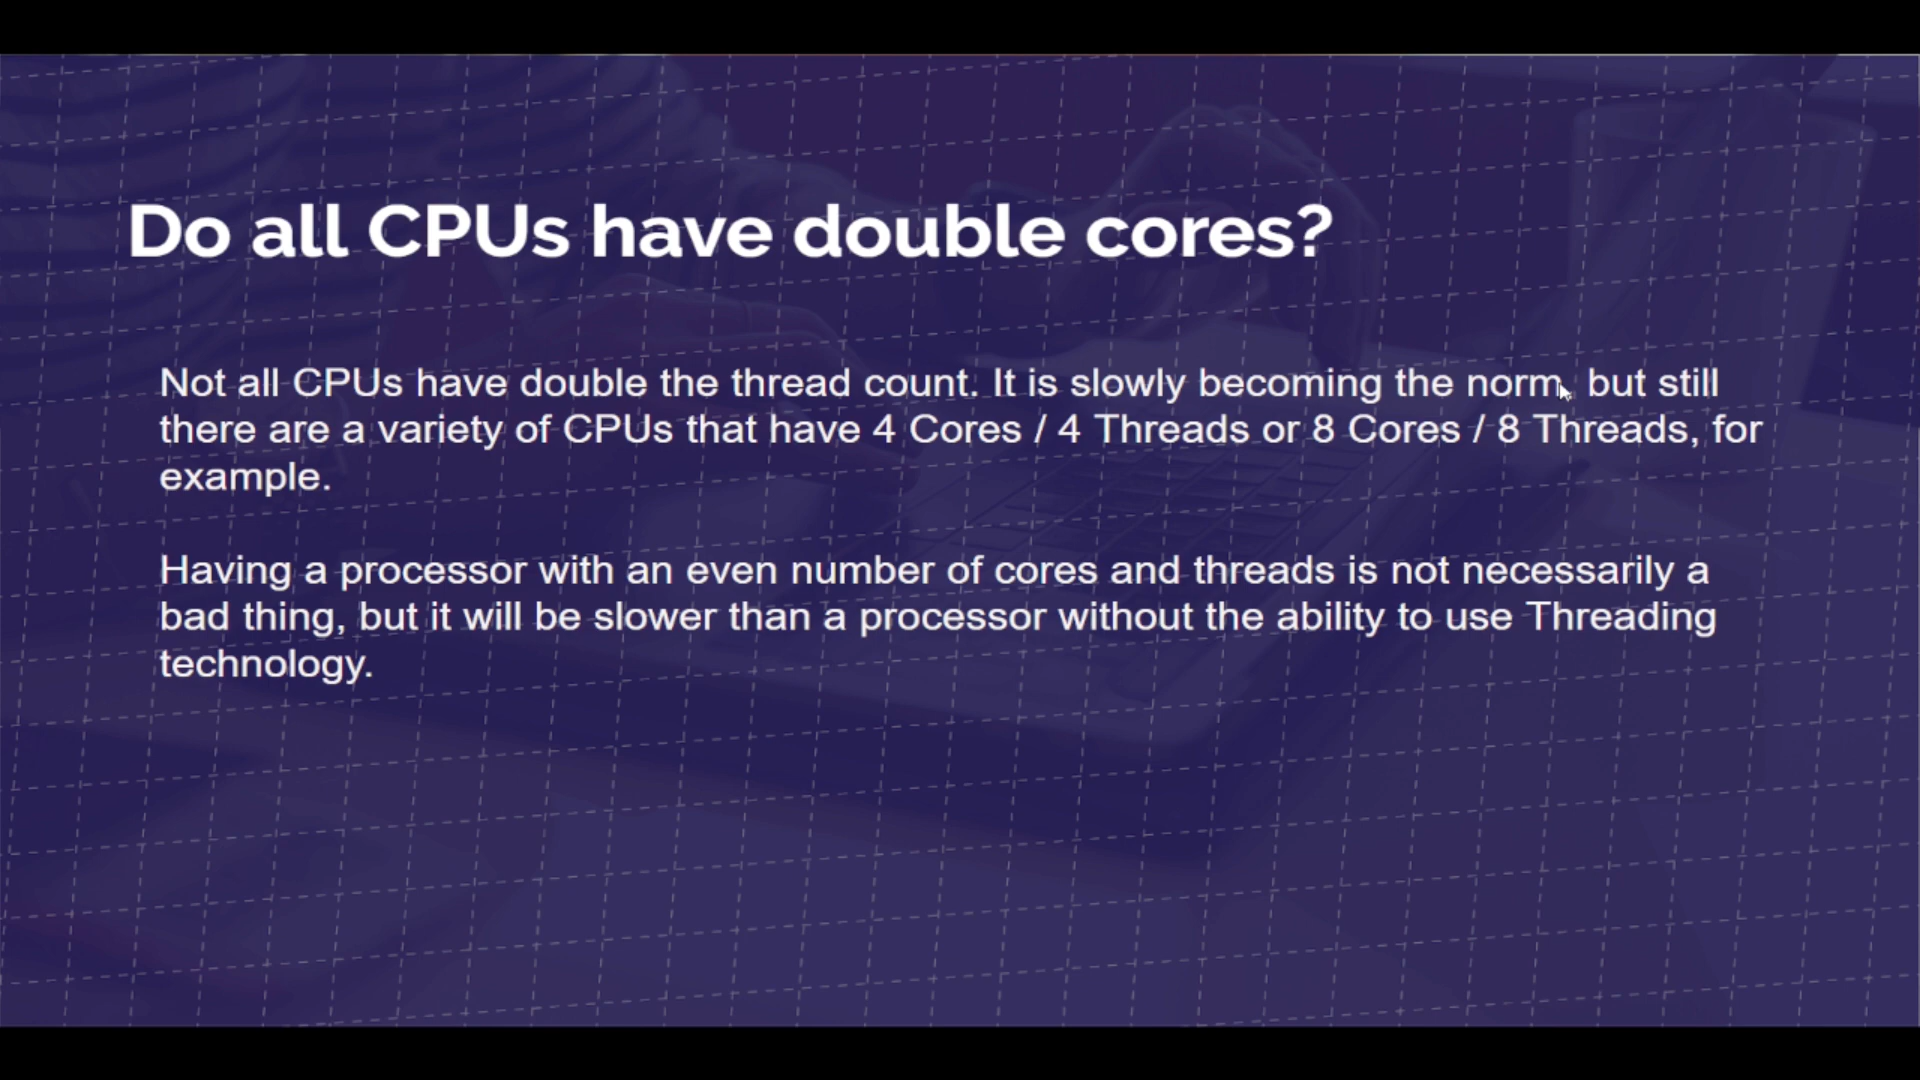 Do all CPUs have double cores?
Not all CPUs have double the thread count. It is slowly becoming the norm, but still
there are a variety of CPUs that have 4 Cores / 4 Threads or 8 Cores / 8 Threads, for
example.
Having a processor with an even number of cores and threads is not necessarily a
bad thing, but it will be slower than a processor without the ability to use Threading
technology.